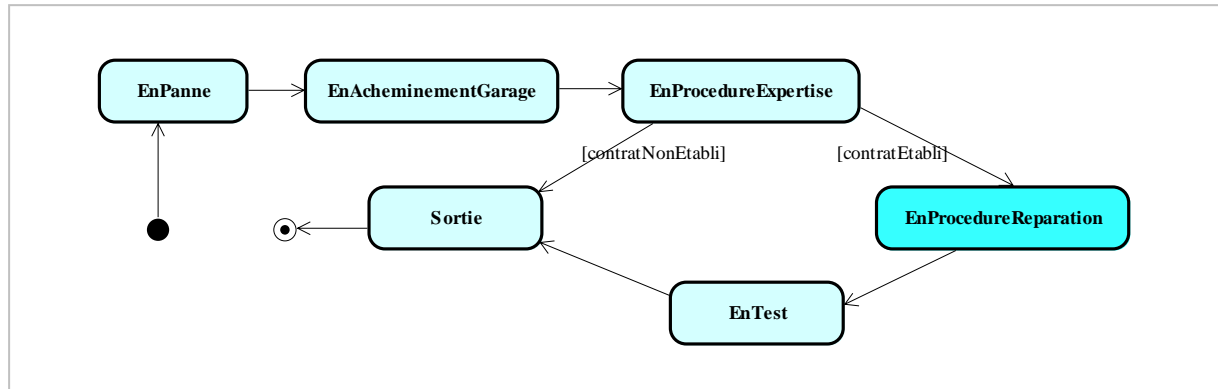 EnPanne
EnAcheminementGarage
EnProcedureExpertise
[contratNonEtabli]
[contratEtabli]
Sortie
EnProcedureReparation
EnTest